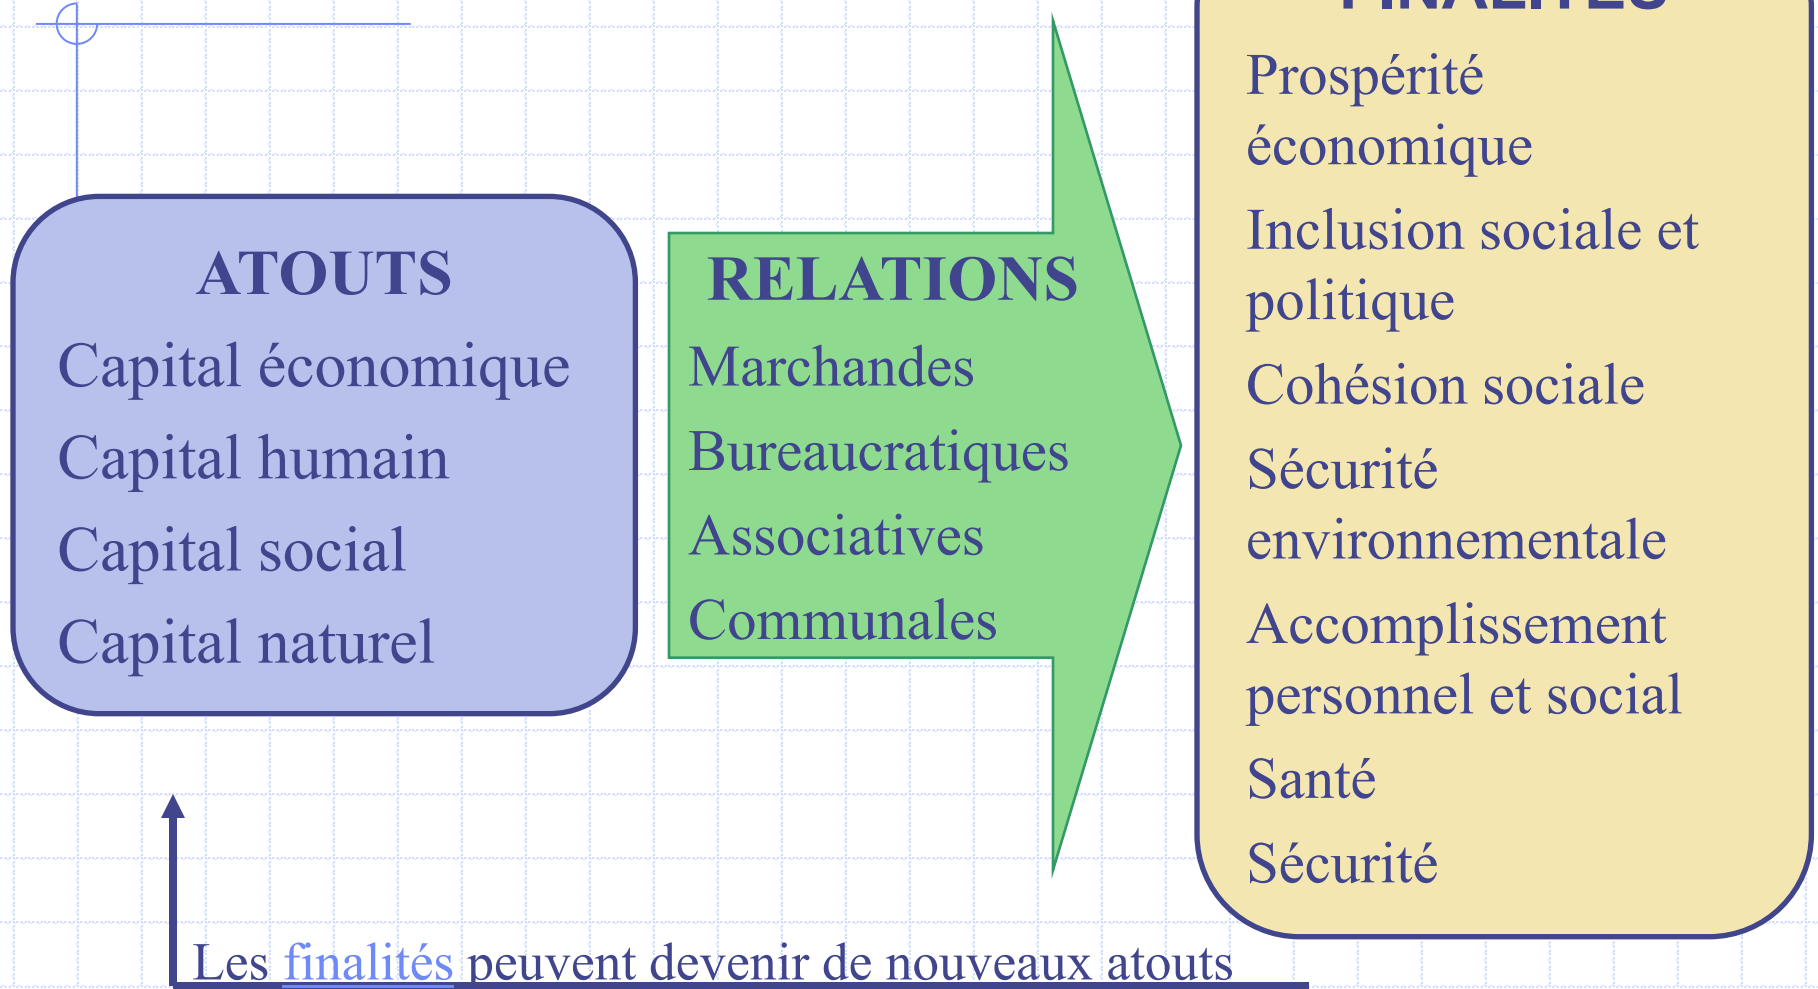 ATOUTS
Capital économique
Capital humain
Capital social
Capital naturel
RELATIONS
Marchandes
Bureaucratiques
Associatives
Communales
FINALITÉS
Prospérité
économique
Inclusion sociale et
politique
Cohésion sociale
Sécurité
environnementale
Accomplissement
personnel et social
Santé
Sécurité
Les finalités peuvent devenir de nouveaux atouts